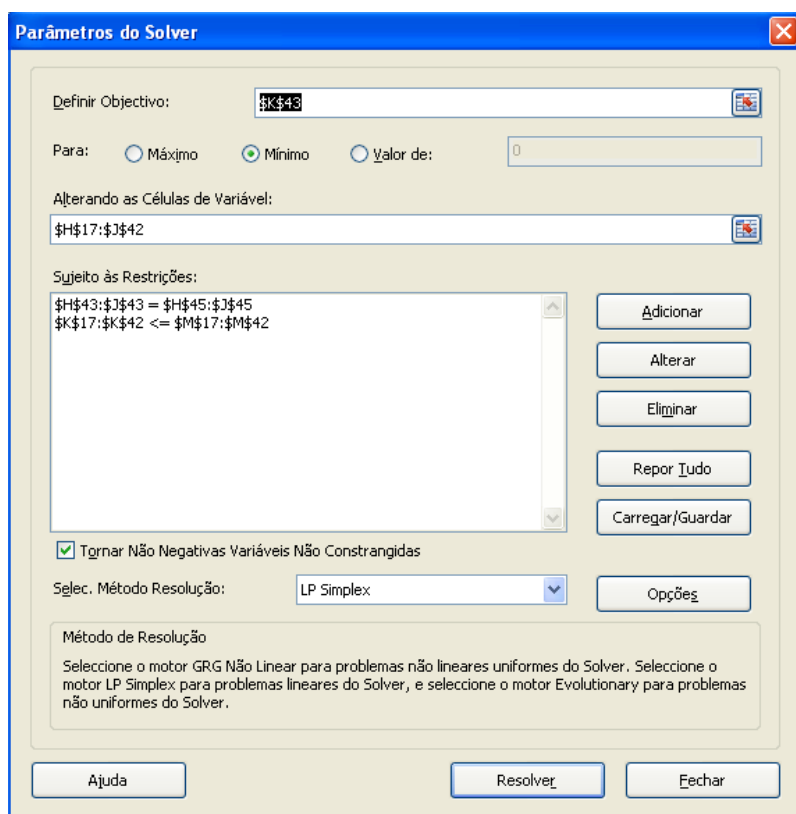 Parâmetros do Solver
Definir Objectivo: $K$43
Para: Máximo Mínimo Valor de: 0
Alterando as Células de Variável:
$H$17:$J$42
Sujeito às Restrições:
$H$43:$J$43 = $H$45:$J$45
$K$17:$K$42 <= $M$17:$M$42
Adicionar
Alterar
Eliminar
Repor Tudo
Carregar/Guardar
Tornar Não Negativas Variáveis Não Constrangidas
Selec. Método Resolução: LP Simplex Opções
Método de Resolução
Seleccione o motor GRG Não Linear para problemas não lineares uniformes do Solver. Seleccione o
motor LP Simplex para problemas lineares do Solver, e seleccione o motor Evolutionary para problemas
não uniformes do Solver.
Ajuda Resolver Fechar